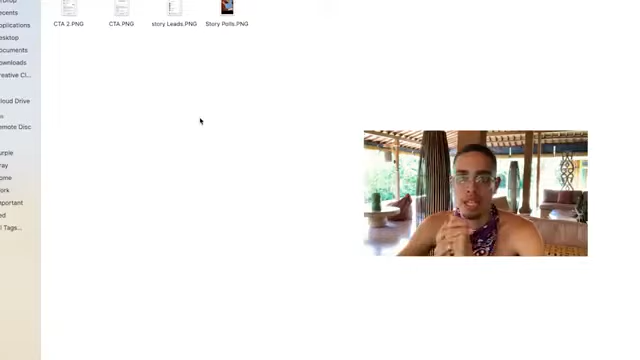 ecents
CTA 2.PNG
CTA.PNG
story Leads.PNG
Story Polls.PNG
pplications
esktop
ocuments
ownloads
reative Cl...
loud Drive
emote Disc
urple
ray
ome
ork
mportant
ed
l Tags...